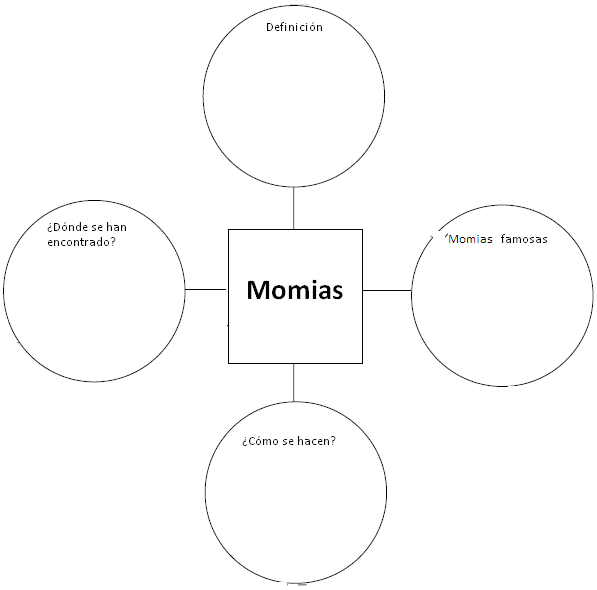 Definición
¿Dónde se han
encontrado?
Momias famosas
Momias
¿Cómo se hacen?